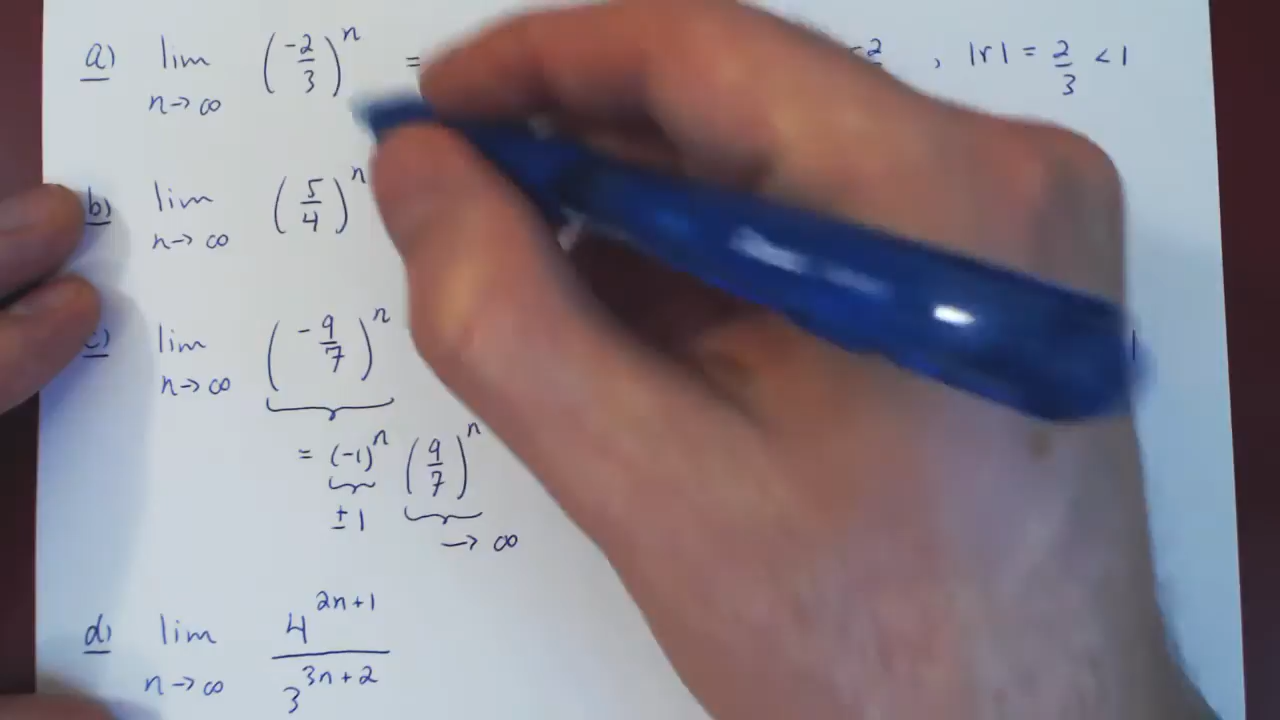 a) lim n→∞ (-2/3)^n = -2 , |r| = 2/3 < 1
b) lim n→∞ (5/4)^n
c) lim n→∞ (-9/7)^n
= (-1)^n (9/7)^n
± 1 → ∞
d) lim n→∞ 4^(2n+1) / 3^(3n+2)